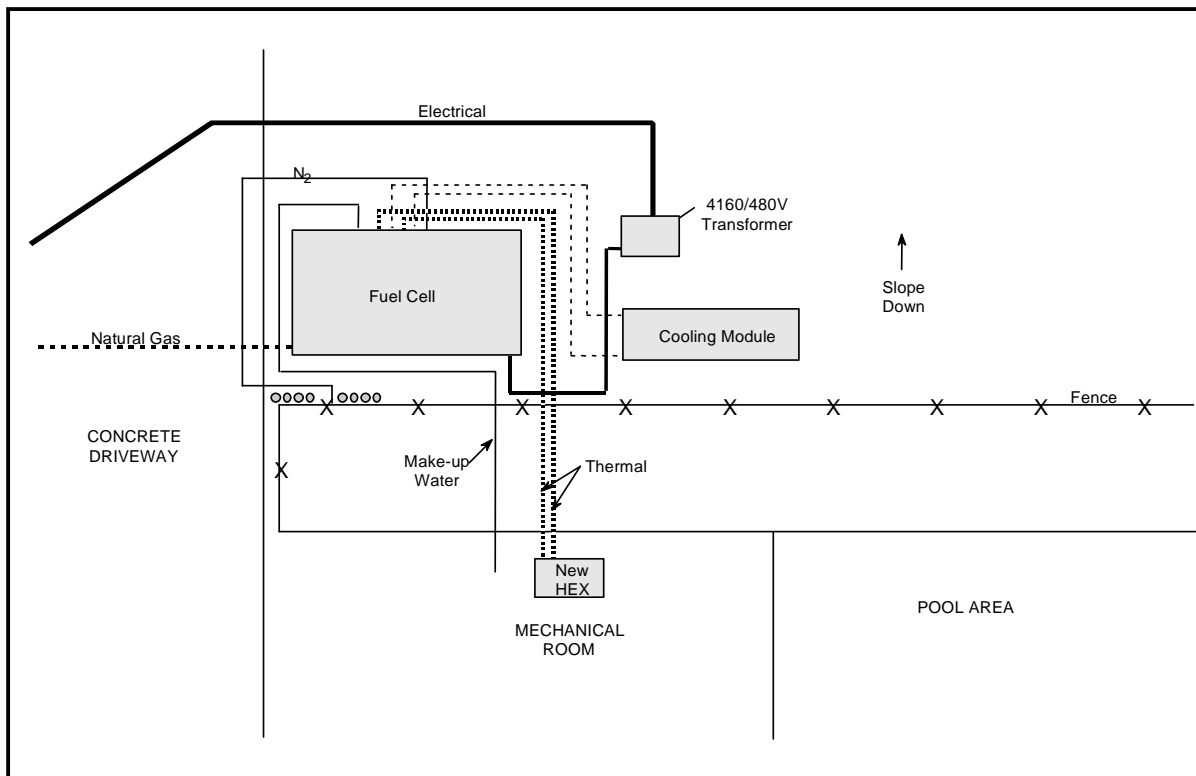 Electrical
N2
4160/480V
Transformer
Fuel Cell
Slope
Down
Natural Gas
Cooling Module
Fence
X X X X X X X X X
CONCRETE
DRIVEWAY
X
Make-up
Water
Thermal
New
HEX
POOL AREA
MECHANICAL
ROOM